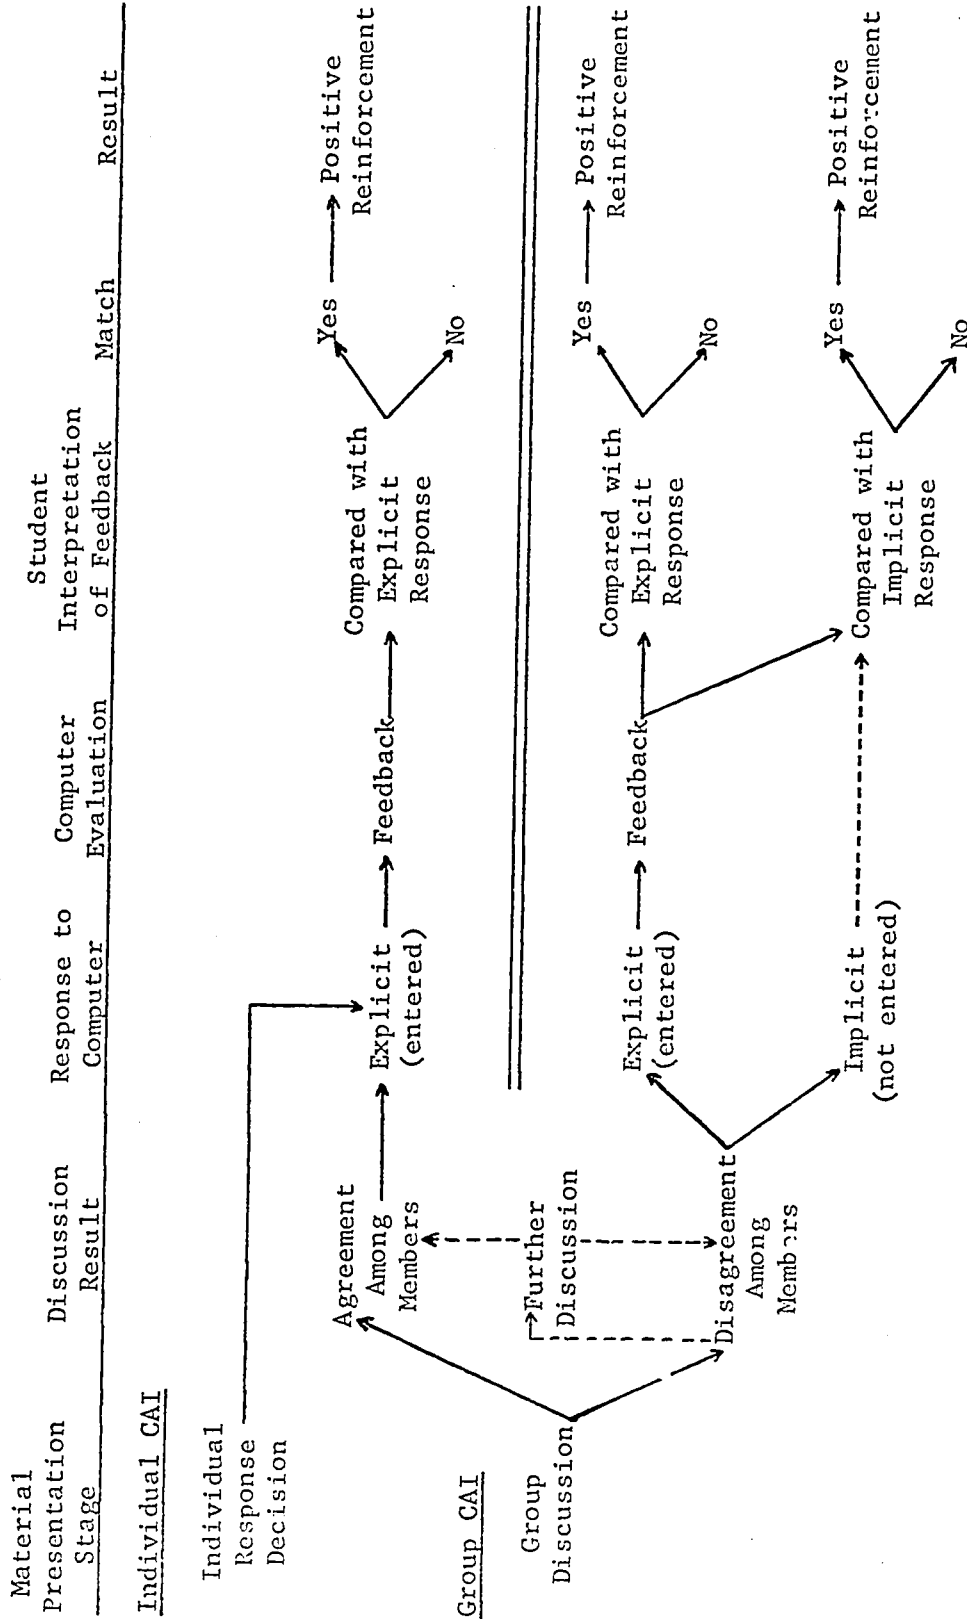 Material
Presentation
Stage
Discussion
Result
Response to
Computer
Computer
Evaluation
Student
Interpretation
of Feedback
Match
Result
Individual CAI
Individual
Response
Decision
Agreement
Among
Members
Explicit
(entered)
Feedback
Compared with
Explicit
Response
Yes
No
Positive
Reinforcement
Group CAI
Group
Discussion
Further
Discussion
Disagreement
Among
Members
Explicit
(entered)
Feedback
Compared with
Explicit
Response
Yes
No
Positive
Reinforcement
Implicit
(not entered)
Compared with
Implicit
Response
Yes
No
Positive
Reinforcement